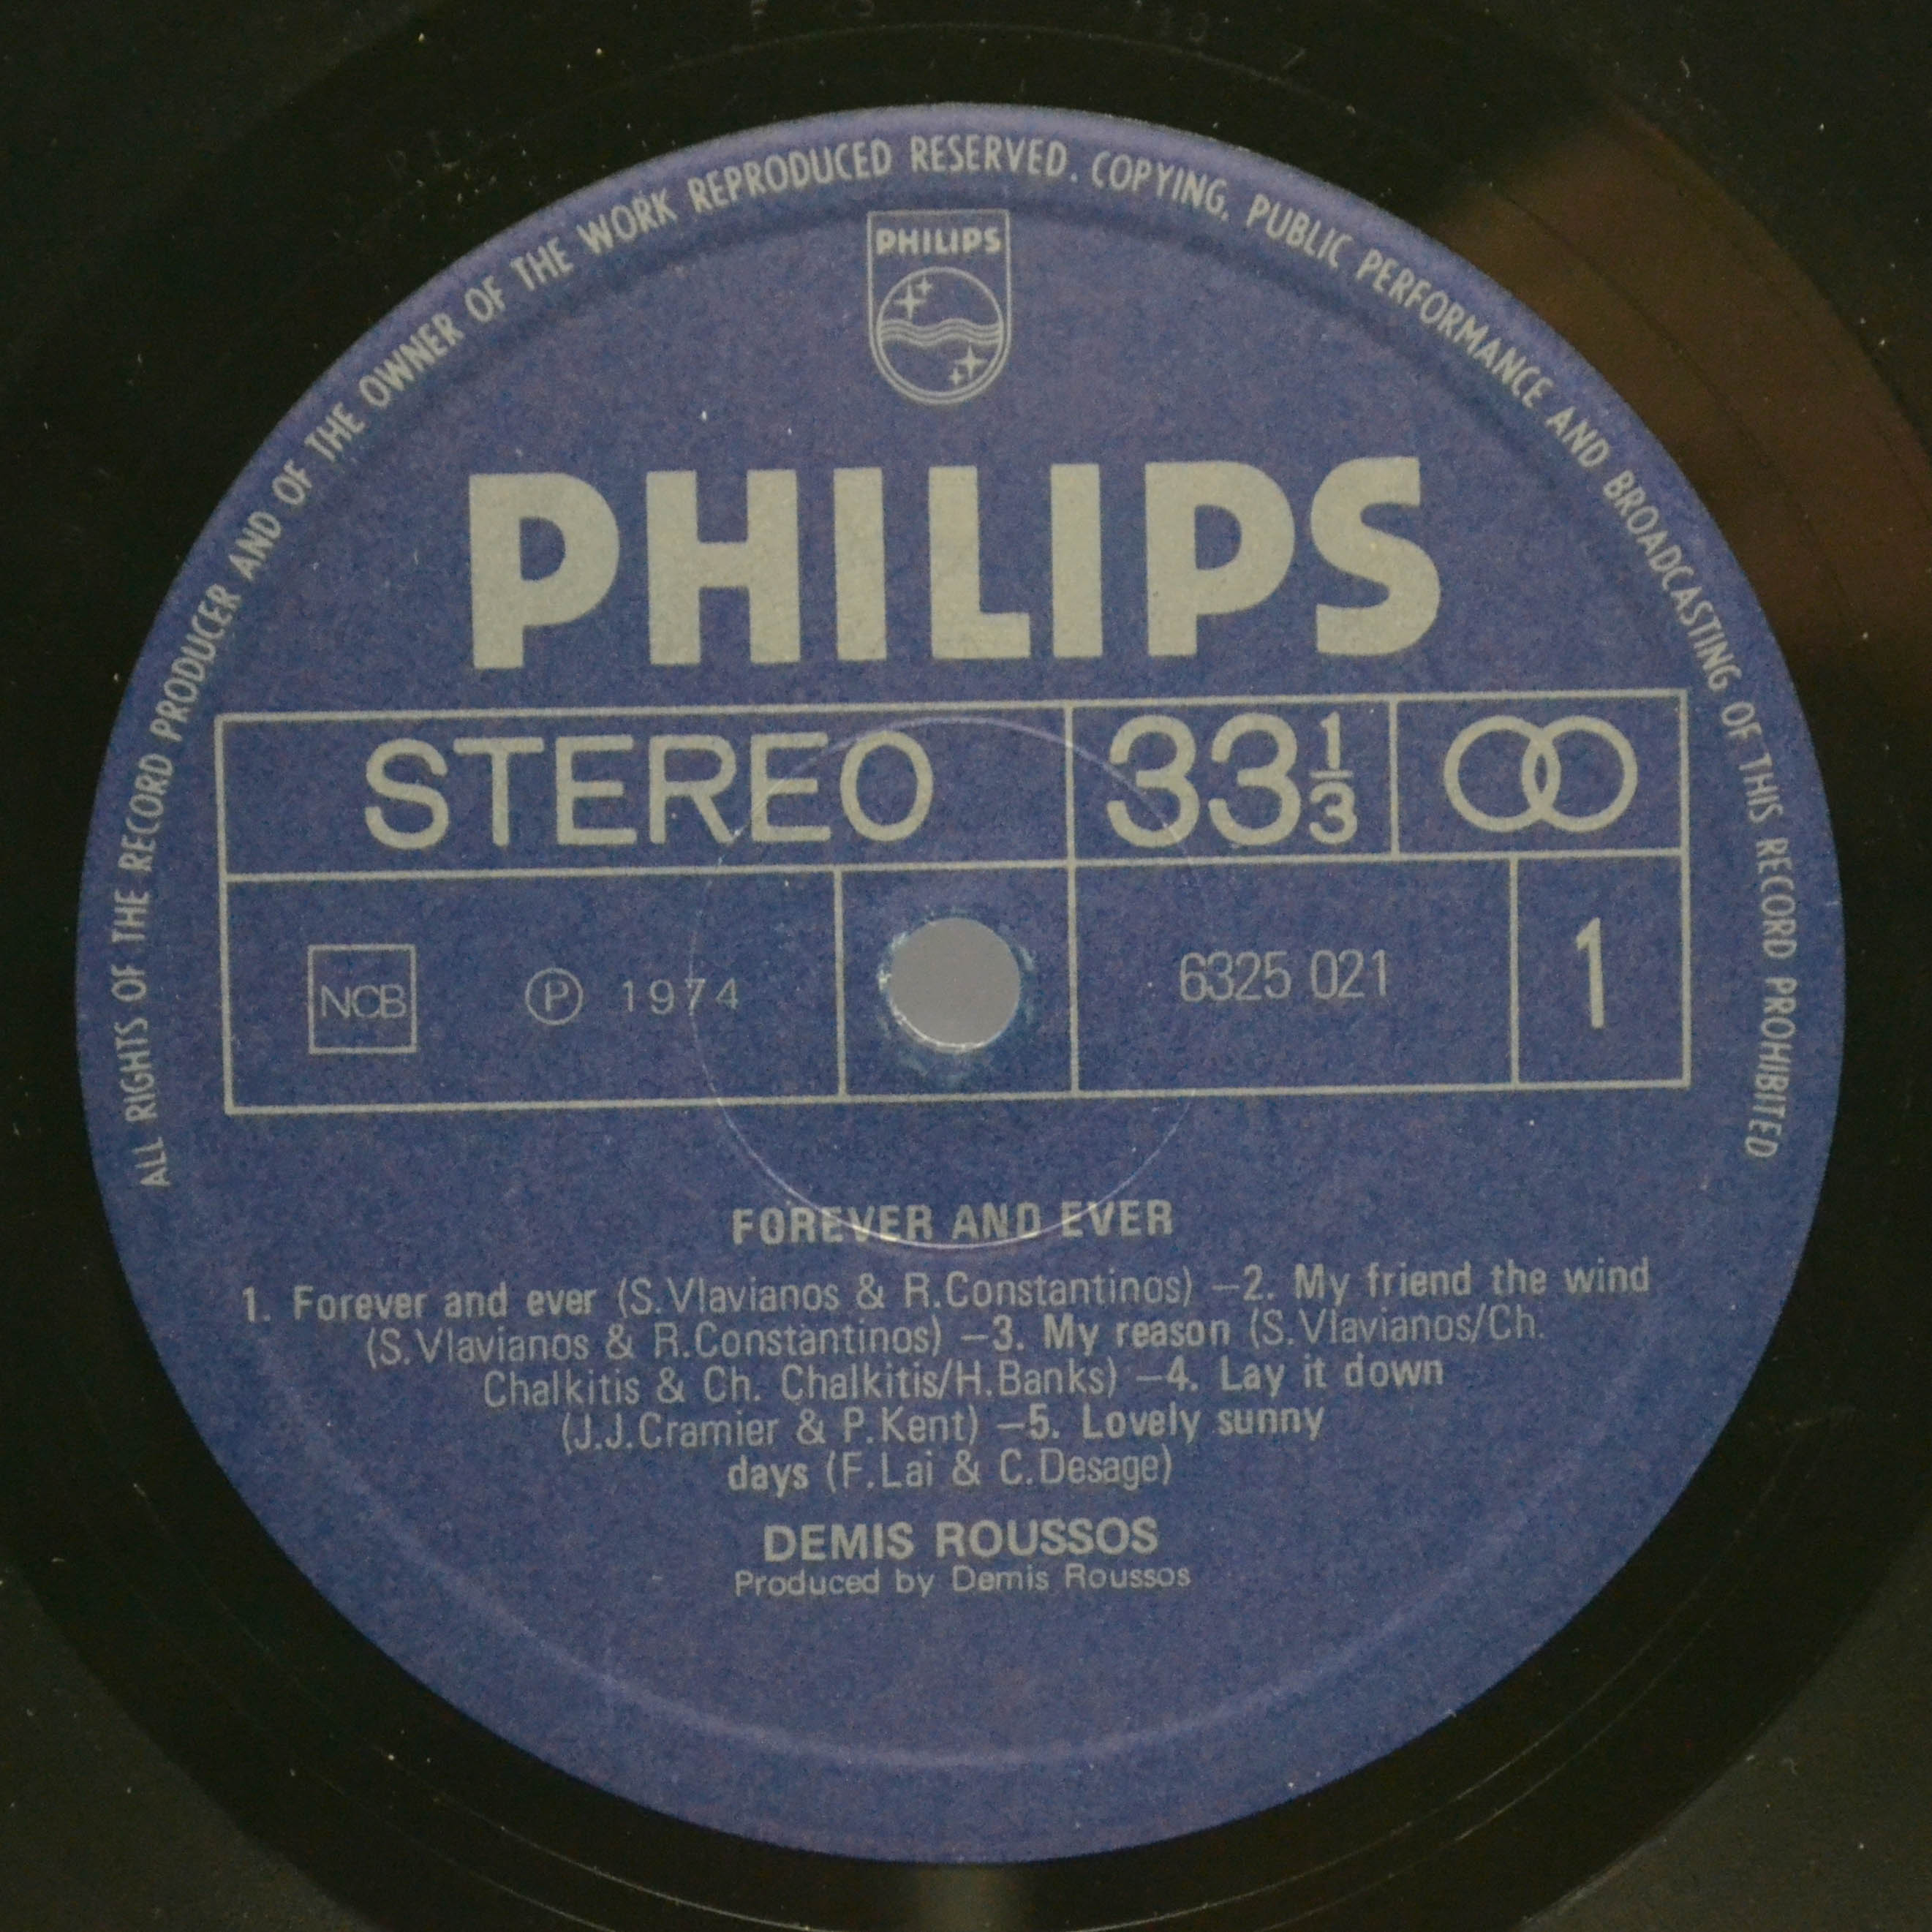 ALL RIGHTS OF THE RECORD PRODUCER AND OF THE OWNER OF THE WORK REPRODUCED RESERVED. COPYING, PUBLIC PERFORMANCE AND BROADCASTING OF THIS RECORD PROHIBITED
PHILIPS
PHILIPS
STEREO 33 1/3
NCB Ⓟ 1974 6325 021 1
FOREVER AND EVER
1. Forever and ever (S.Vlavianos & R.Constantinos) –2. My friend the wind
(S.Vlavianos & R.Constantinos) –3. My reason (S.Vlavianos/Ch.
Chalkitis & Ch. Chalkitis/H.Banks) –4. Lay it down
(J.J.Cramier & P.Kent) –5. Lovely sunny
days (F.Lai & C.Desage)
DEMIS ROUSSOS
Produced by Demis Roussos